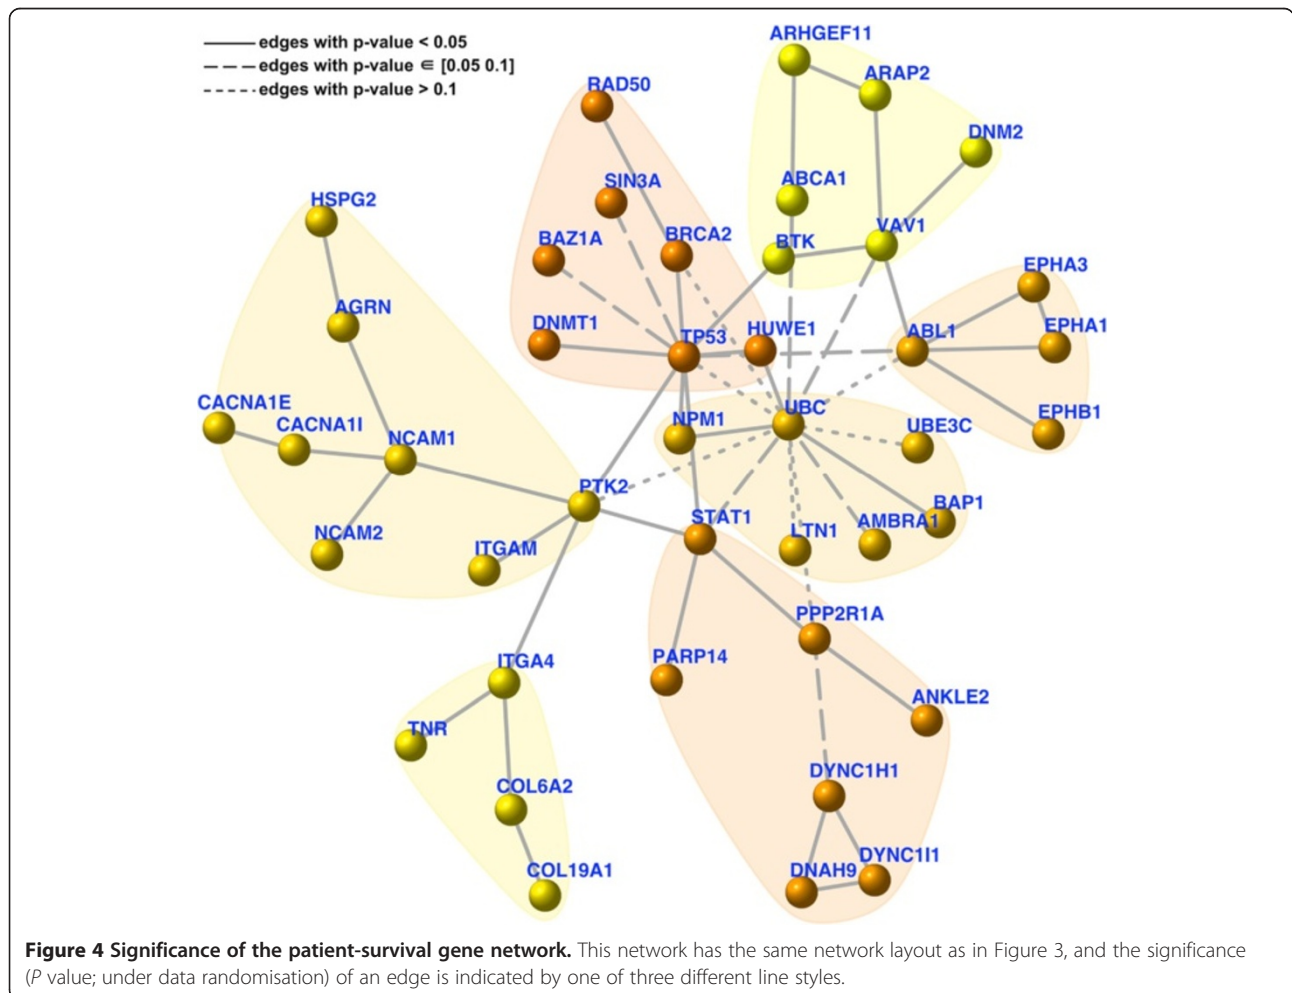 edges with p-value < 0.05
edges with p-value ∈ [0.05 0.1]
edges with p-value > 0.1
ARHGEF11
ARAP2
RAD50
DNM2
SIN3A
ABCA1
HSPG2
BRCA2
VAV1
BAZ1A
BTK
EPHA3
AGRN
DNMT1
TP53
HUWE1
ABL1
EPHA1
CACNA1E
CACNA1I
NCAM1
NPM1
UBC
UBE3C
EPHB1
PTK2
BAP1
STAT1
AMBRA1
NCAM2
ITGAM
LTN1
PPP2R1A
ITGA4
PARP14
ANKLE2
TNR
DYNC1H1
COL6A2
COL19A1
DNAH9
DYNC1I1
Figure 4 Significance of the patient-survival gene network. This network has the same network layout as in Figure 3, and the significance
(P value; under data randomisation) of an edge is indicated by one of three different line styles.